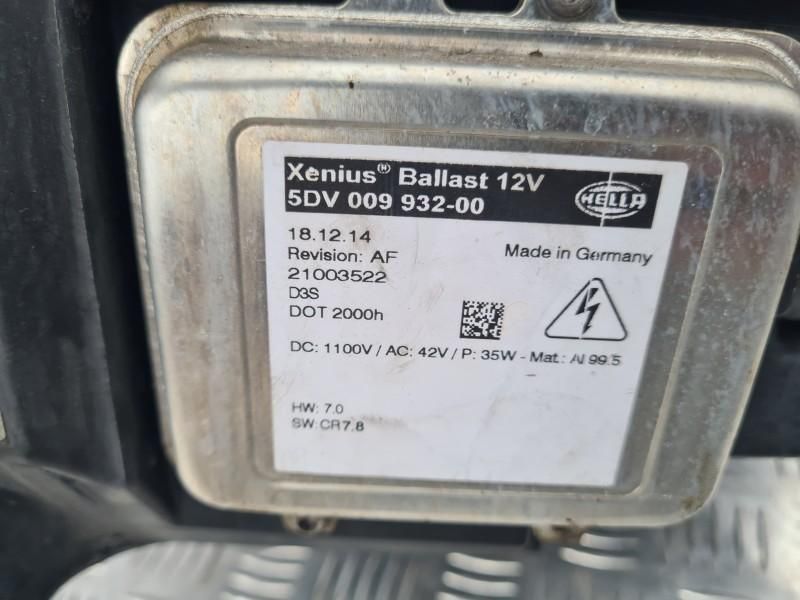 Xenius(H) Ballast 12V
5DV 009 932-00
HELLA
18.12.14
Made in Germany
Revision: AF
21003522
D3S
DOT 2000h
DC: 1100V / AC: 42V / P: 35W - Mat.: Al 99.5
HW: 7.0
SW: CR7.8